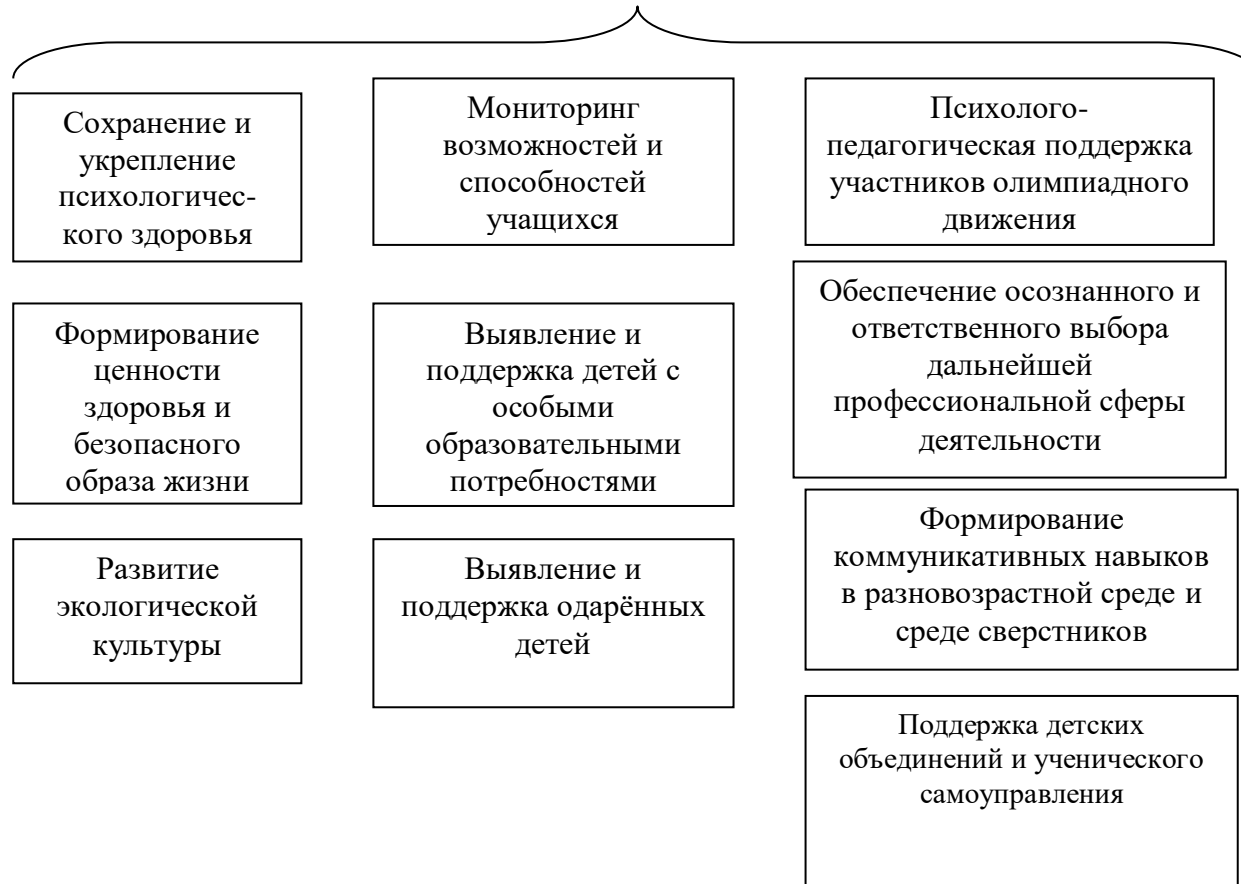 Сохранение и
укрепление
психологичес-
кого здоровья
Мониторинг
возможностей и
способностей
учащихся
Психолого-
педагогическая поддержка
участников олимпиадного
движения
Формирование
ценности
здоровья и
безопасного
образа жизни
Выявление и
поддержка детей с
особыми
образовательными
потребностями
Обеспечение осознанного и
ответственного выбора
дальнейшей
профессиональной сферы
деятельности
Развитие
экологической
культуры
Выявление и
поддержка одарённых
детей
Формирование
коммуникативных навыков
в разновозрастной среде и
среде сверстников
Поддержка детских
объединений и ученического
самоуправления